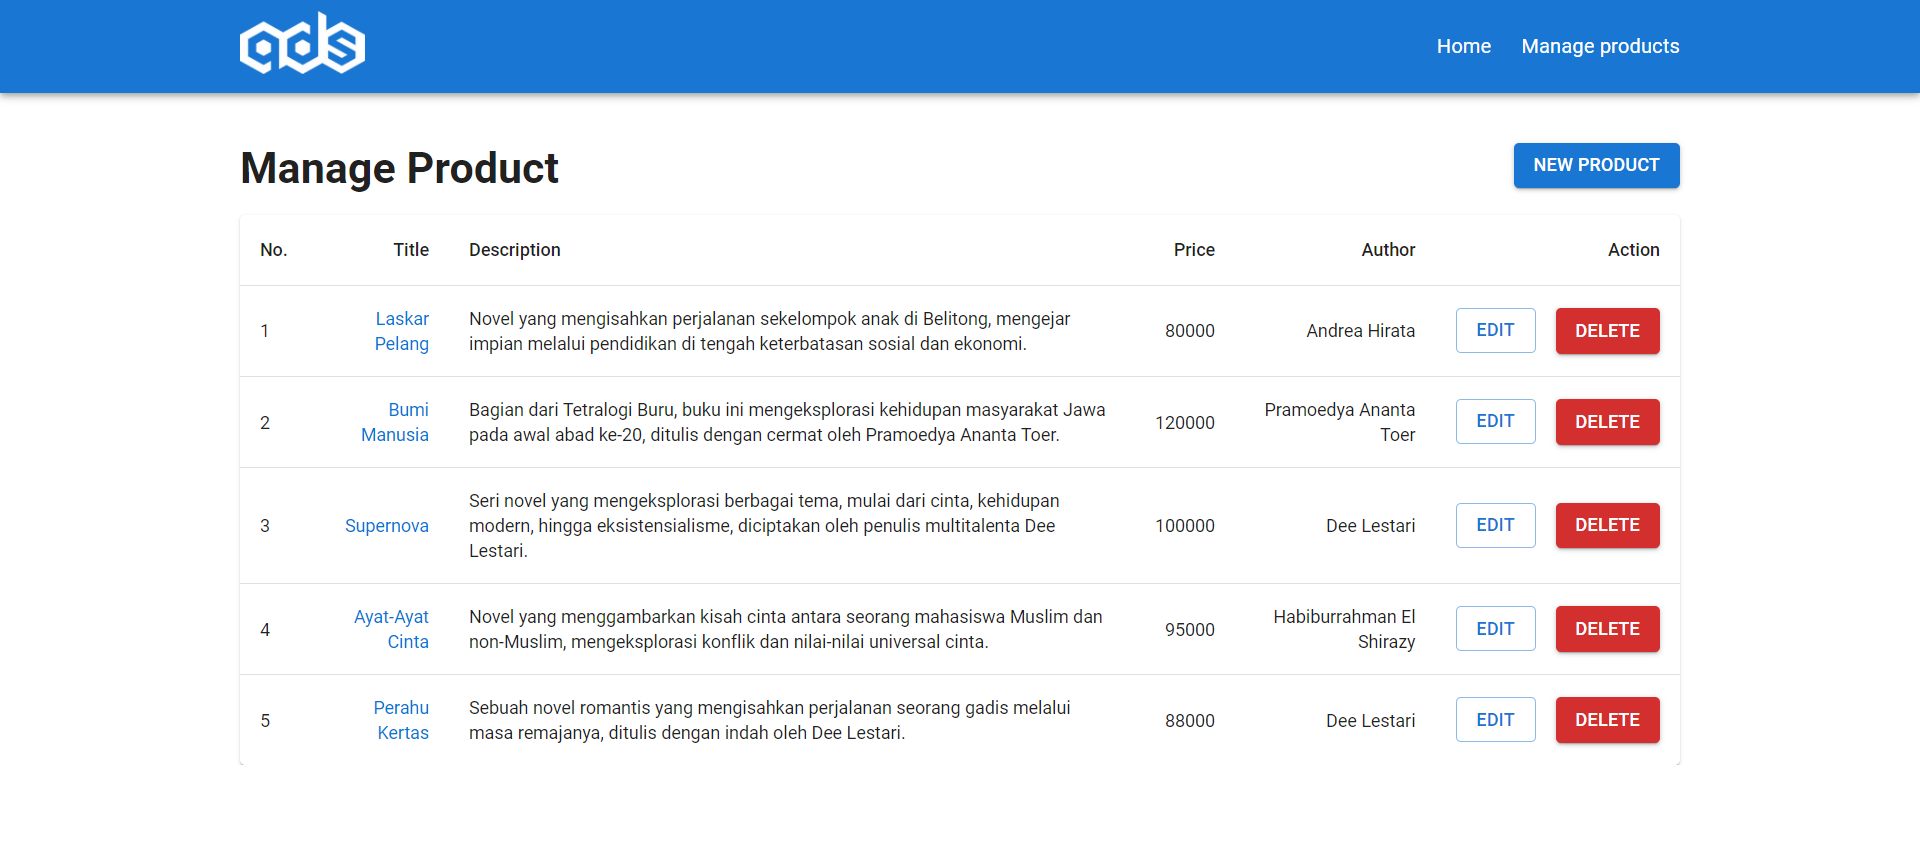 ads
Home Manage products
Manage Product
NEW PRODUCT
No. Title Description Price Author Action
1 Laskar Pelang Novel yang mengisahkan perjalanan sekelompok anak di Belitong, mengejar
impian melalui pendidikan di tengah keterbatasan sosial dan ekonomi. 80000 Andrea Hirata EDIT DELETE
2 Bumi Manusia Bagian dari Tetralogi Buru, buku ini mengeksplorasi kehidupan masyarakat Jawa
pada awal abad ke-20, ditulis dengan cermat oleh Pramoedya Ananta Toer. 120000 Pramoedya Ananta Toer EDIT DELETE
3 Supernova Seri novel yang mengeksplorasi berbagai tema, mulai dari cinta, kehidupan
modern, hingga eksistensialisme, diciptakan oleh penulis multitalenta Dee
Lestari. 100000 Dee Lestari EDIT DELETE
4 Ayat-Ayat Cinta Novel yang menggambarkan kisah cinta antara seorang mahasiswa Muslim dan
non-Muslim, mengeksplorasi konflik dan nilai-nilai universal cinta. 95000 Habiburrahman El Shirazy EDIT DELETE
5 Perahu Kertas Sebuah novel romantis yang mengisahkan perjalanan seorang gadis melalui
masa remajanya, ditulis dengan indah oleh Dee Lestari. 88000 Dee Lestari EDIT DELETE